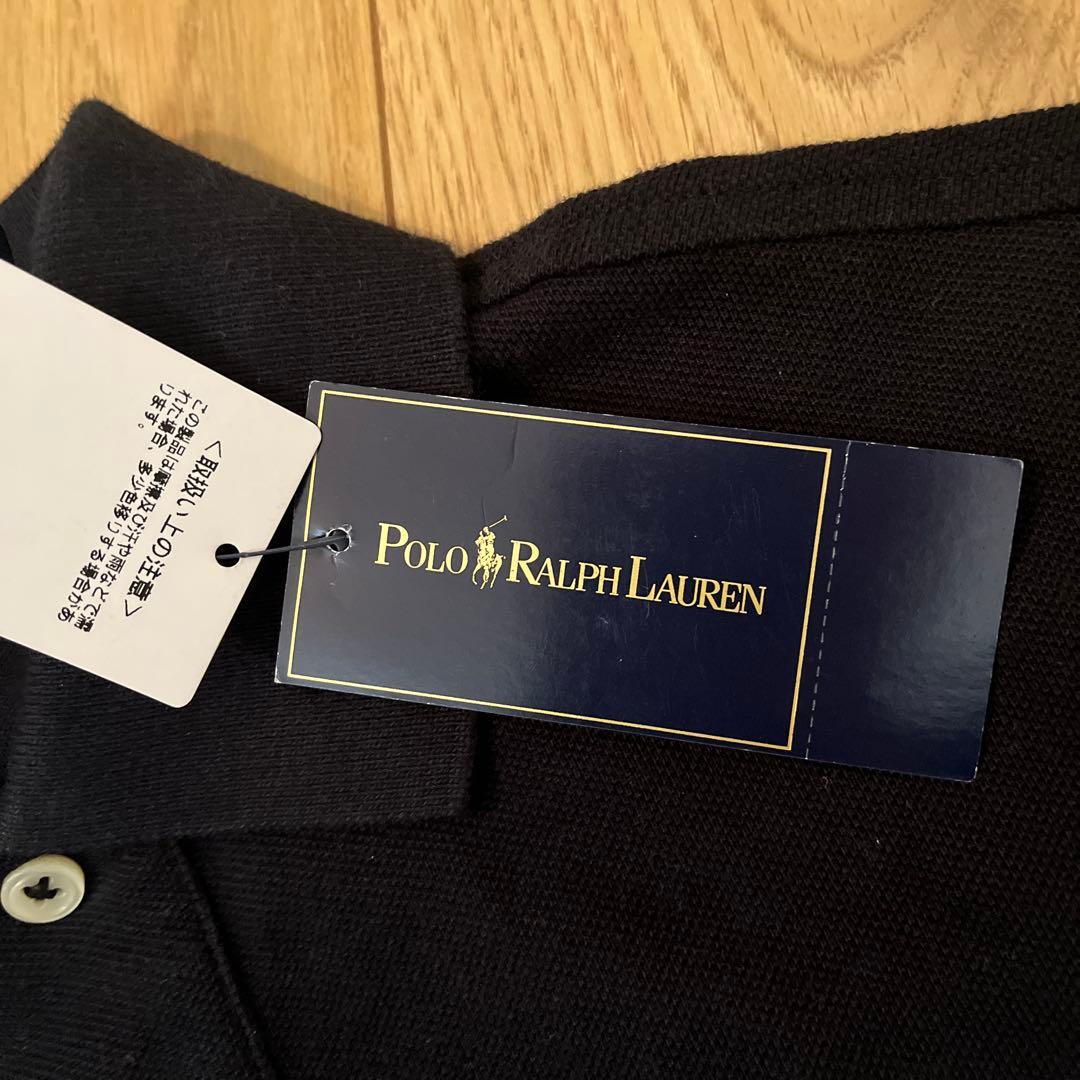 <取扱い上の注意>
この製品は摩擦及び汗や雨などで濡
れた場合、多少色移りする場合があ
ります。
POLO RALPH LAUREN